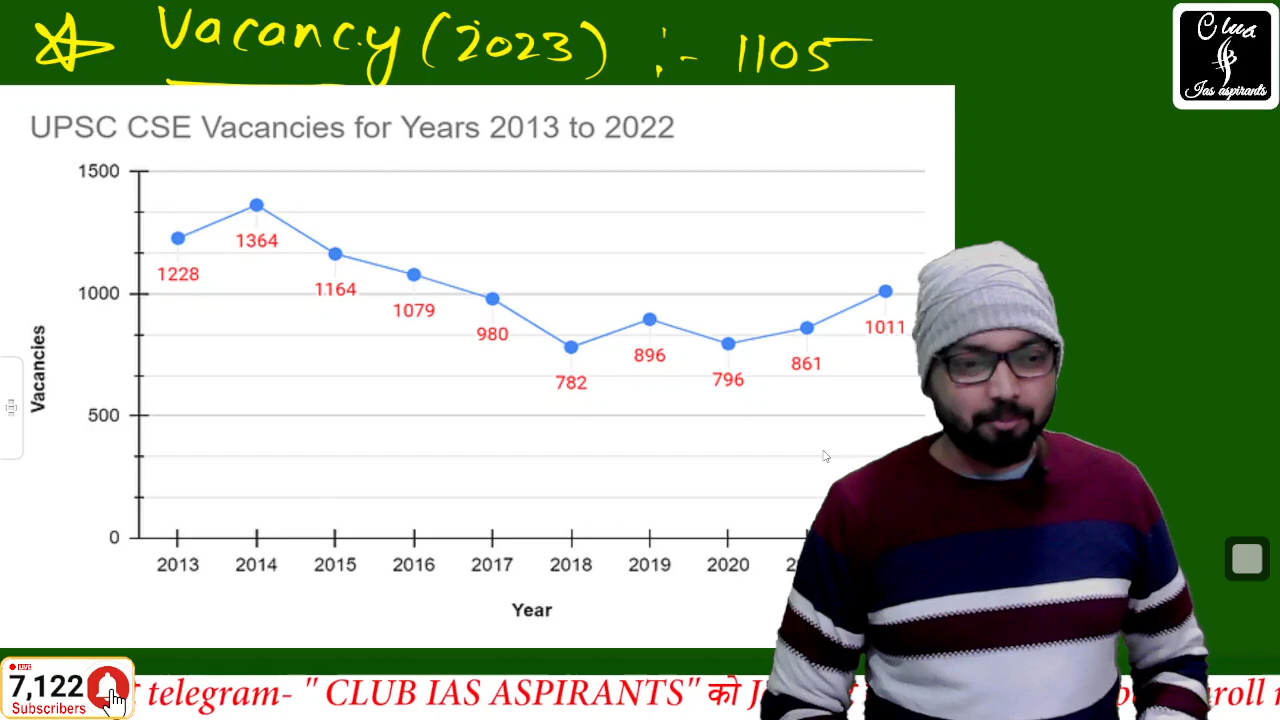 Vacancy (2023) :- 1105
Clua
Ias aspirants
UPSC CSE Vacancies for Years 2013 to 2022
1500
1000
500
0
Vacancies
1228
1364
1164
1079
980
782
896
796
861
1011
2013 2014 2015 2016 2017 2018 2019 2020
Year
LIVE
7,122
Subscribers
telegram- " CLUB IAS ASPIRANTS" को